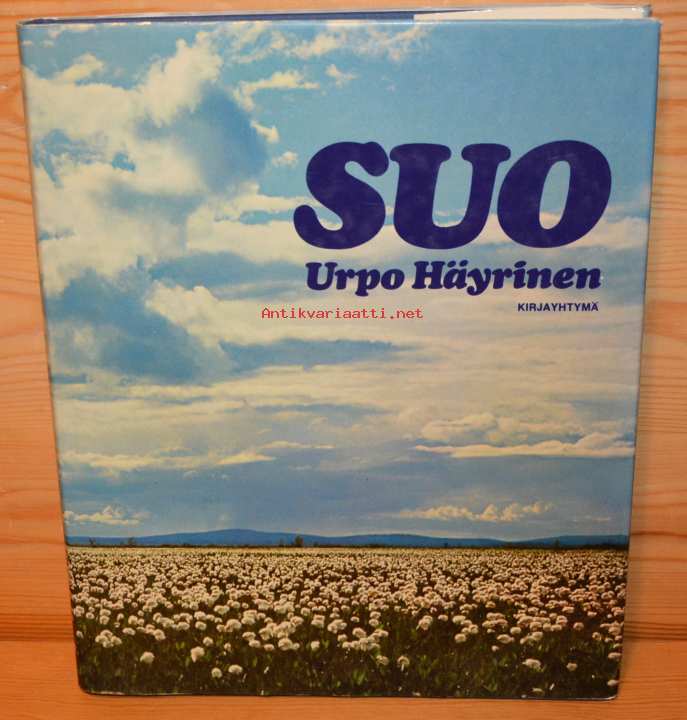 SUO
Urpo Häyrinen
KIRJAYHTYMÄ
Antikvariaatti.net